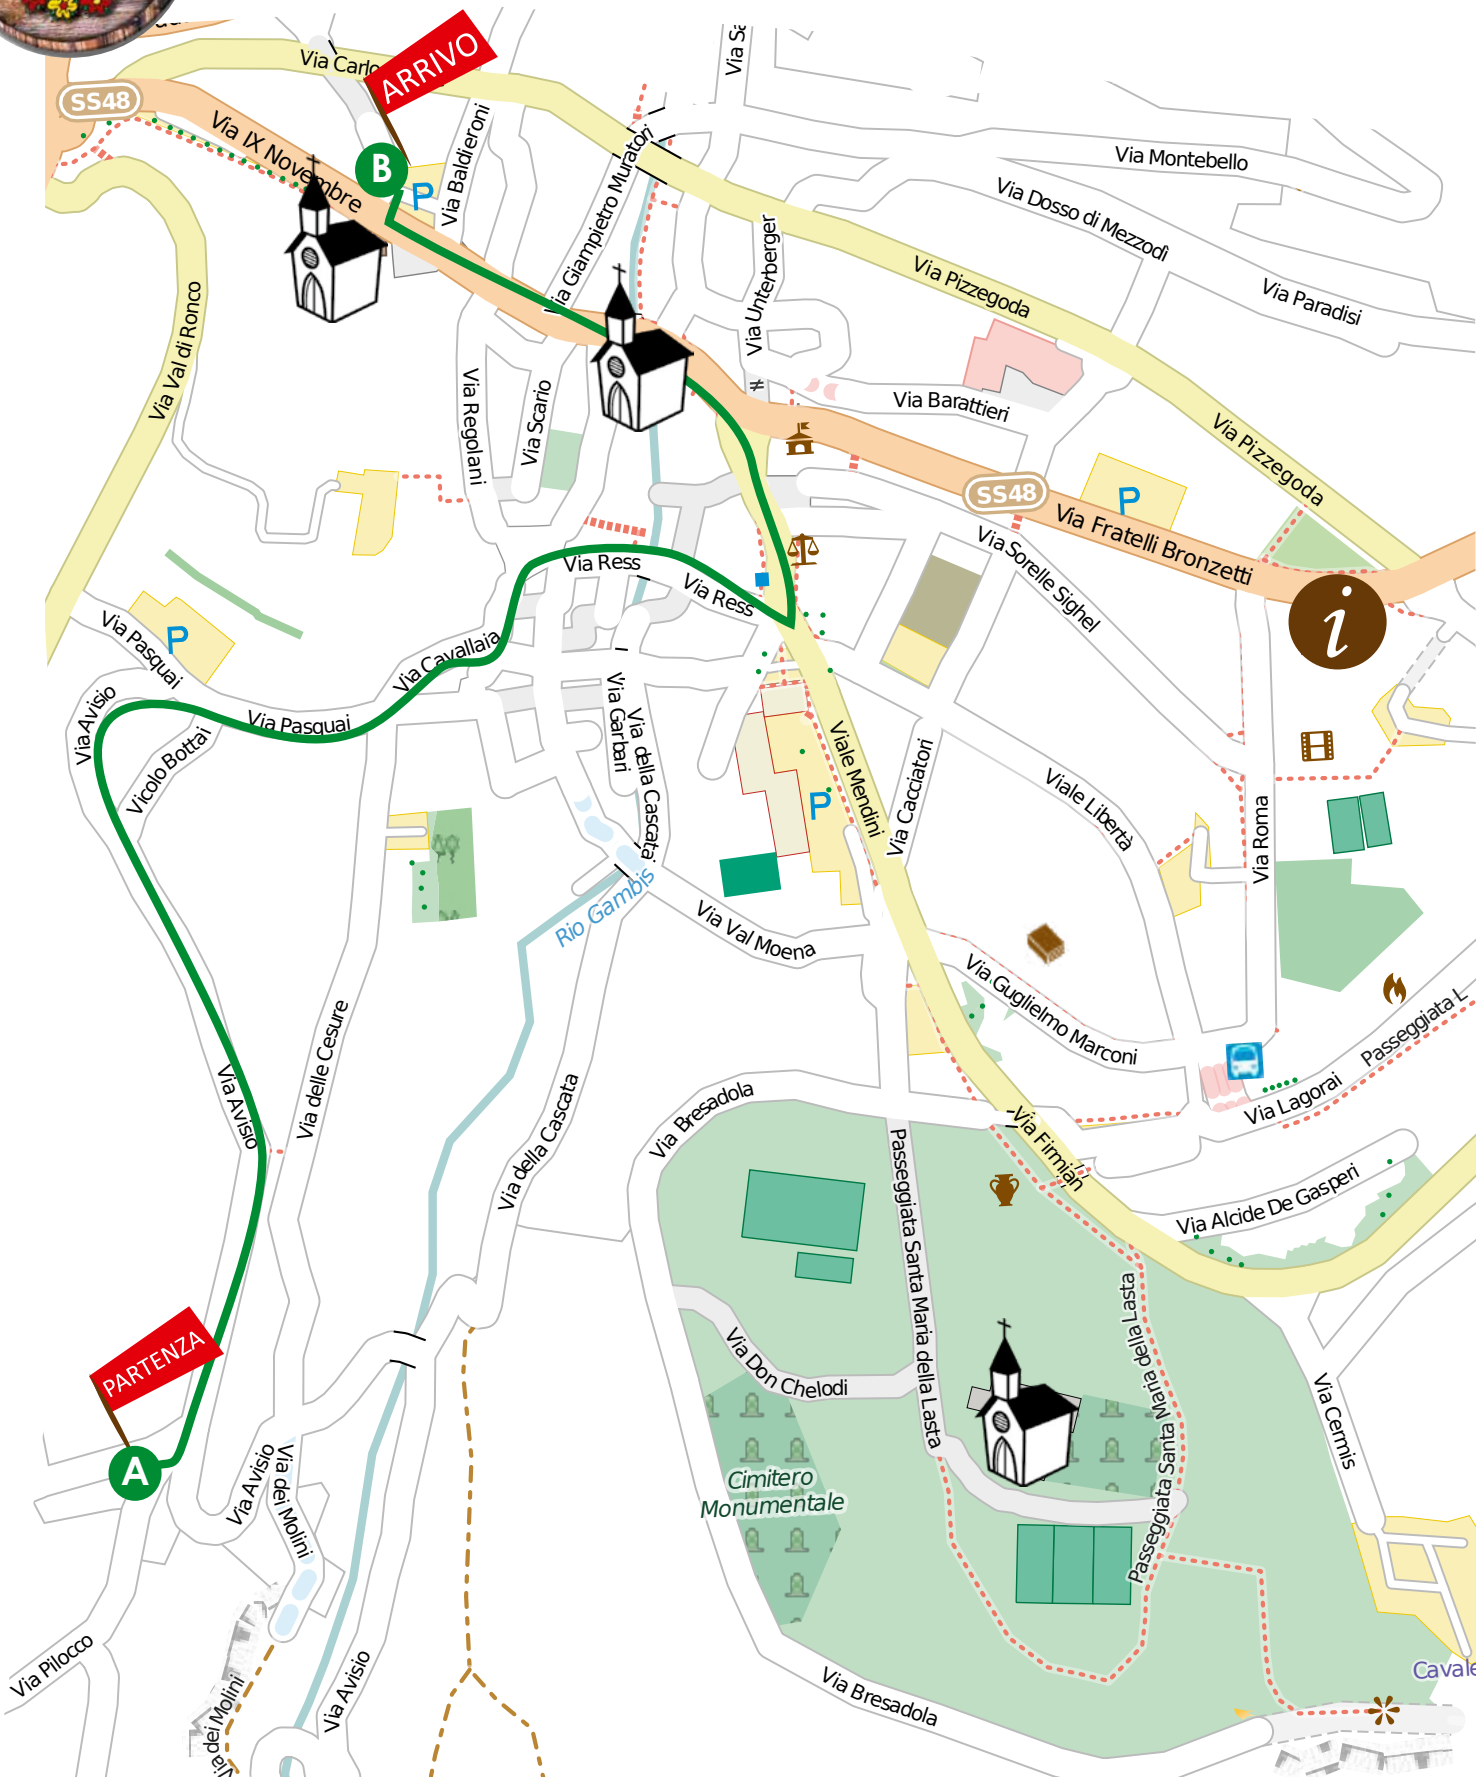 Via Carlo
ARRIVO
SS48
Via IX Novembre
B
P
Via Baldieroni
Via Giampietro Muratori
Via Montebello
Via Dosso di Mezzodì
Via Paradisi
Via Pizzegoda
Via Unterberger
Via Val di Ronco
Via Regolani
Via Scario
Via Barattieri
Via Pizzegoda
SS48
P
Via Fratelli Bronzetti
Via Sorelle Sighel
Via Ress
Via Ress
i
P
Via Pasquai
Via Cavallaia
Via Avisio
Via Pasquai
Vicolo Bottai
Via Garbari
Via della Cascata
Viale Mendini
P
Via Cacciatori
Viale Libertà
Via Roma
Rio Gambis
Via Val Moena
Via Guglielmo Marconi
Passeggiata L
Via Lagorai
Via delle Cesure
Via Avisio
Via della Cascata
Via Bresadola
Via Firmian
Via Alcide De Gasperi
Passeggiata Santa Maria della Lasta
Passeggiata Santa Maria della Lasta
Via Don Chelodi
Via Cermis
PARTENZA
A
Via Avisio
Via dei Molini
Cimitero
Monumentale
Via Pilocco
Via dei Molini
Via Avisio
Via Bresadola